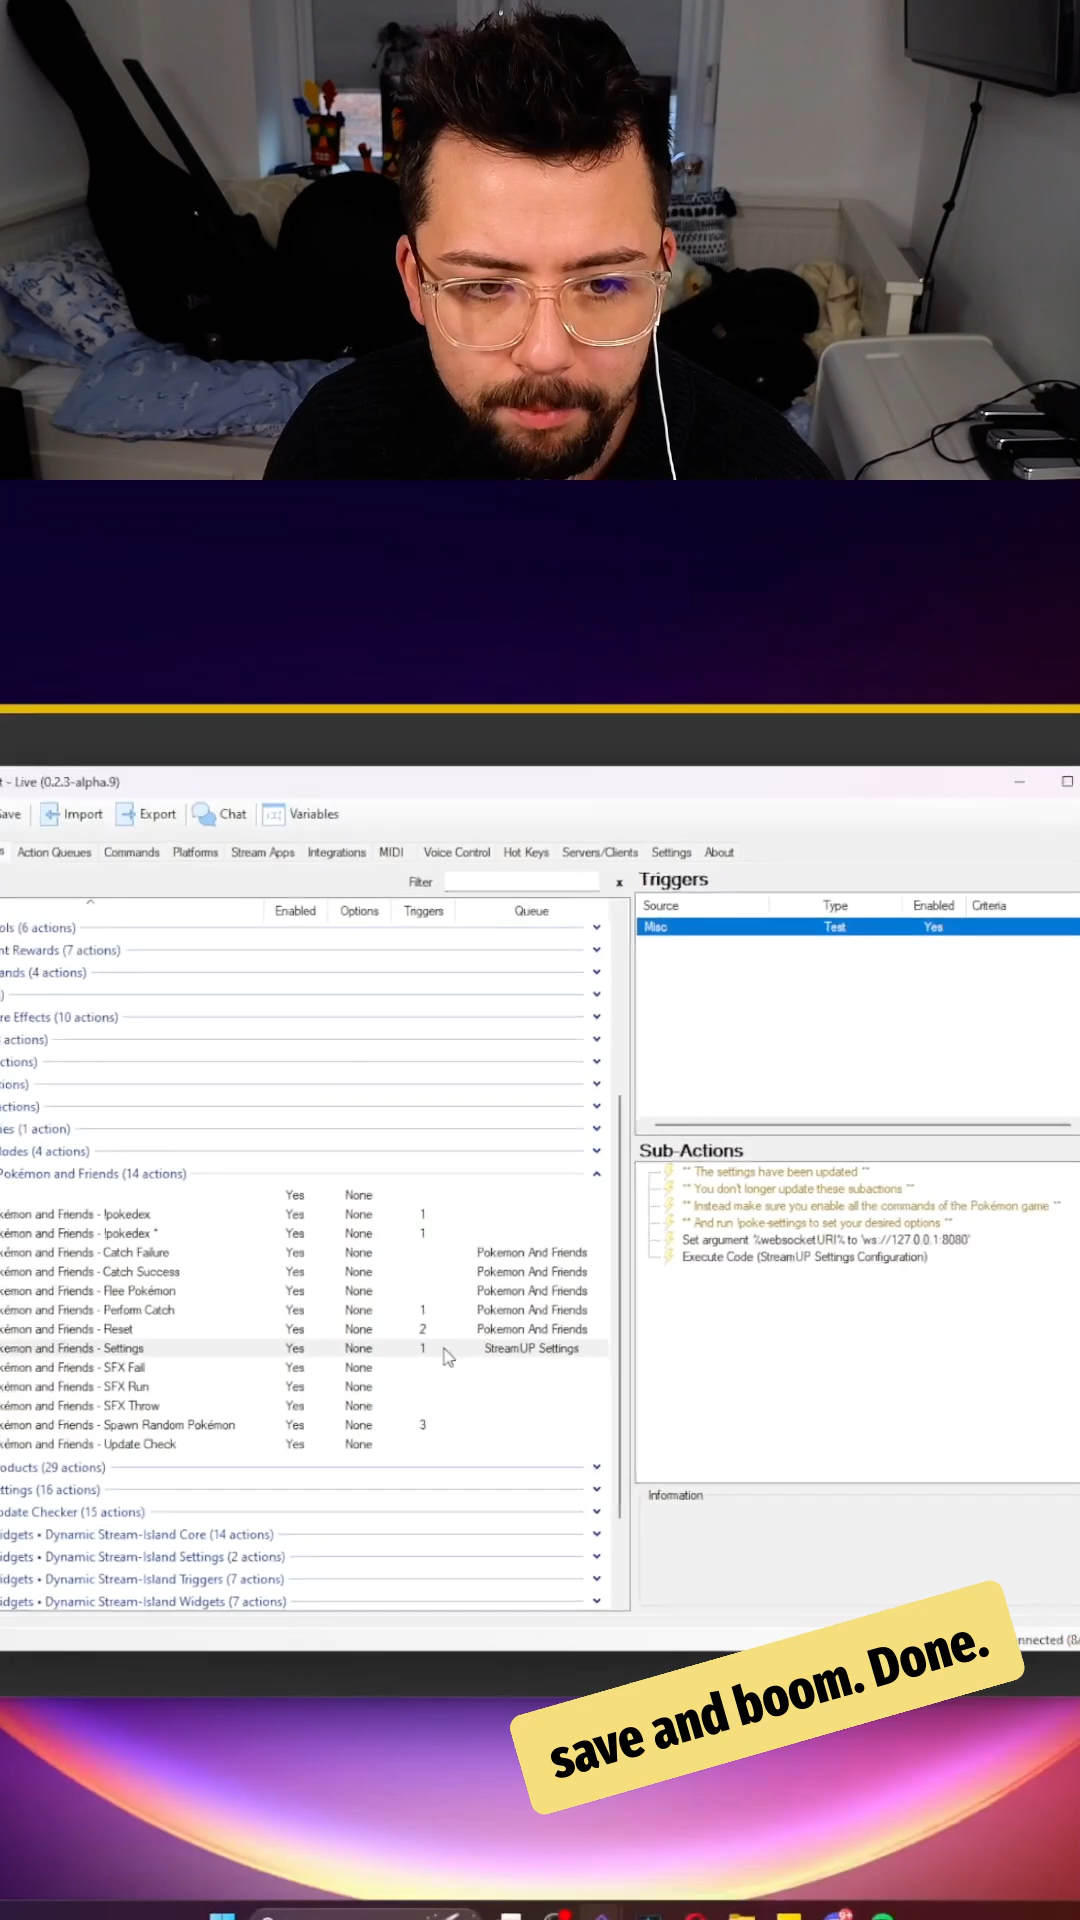 t - Live (0.2.3-alpha.9)
Save Import Export Chat Variables
s Action Queues Commands Platforms Stream Apps Integrations MIDI Voice Control Hot Keys Servers/Clients Settings About
Filter x
Enabled Options Triggers Queue
ols (6 actions)
nt Rewards (7 actions)
ands (4 actions)
)
re Effects (10 actions)
actions)
ctions)
ions)
uctions)
ies (1 action)
lodes (4 actions)
Pokémon and Friends (14 actions)
Yes None
kémon and Friends - !pokedex Yes None 1
kémon and Friends - !pokedex * Yes None 1
kémon and Friends - Catch Failure Yes None Pokemon And Friends
kémon and Friends - Catch Success Yes None Pokemon And Friends
kémon and Friends - Flee Pokémon Yes None Pokemon And Friends
kémon and Friends - Perform Catch Yes None 1 Pokemon And Friends
kémon and Friends - Reset Yes None 2 Pokemon And Friends
kemon and Friends - Settings Yes None 1 StreamUP Settings
kémon and Friends - SFX Fail Yes None
kémon and Friends - SFX Run Yes None
kémon and Friends - SFX Throw Yes None
kémon and Friends - Spawn Random Pokémon Yes None 3
kémon and Friends - Update Check Yes None
oducts (29 actions)
ttings (16 actions)
pdate Checker (15 actions)
idgets • Dynamic Stream-Island Core (14 actions)
idgets • Dynamic Stream-Island Settings (2 actions)
idgets • Dynamic Stream-Island Triggers (7 actions)
idgets • Dynamic Stream-Island Widgets (7 actions)
Triggers
Source Type Enabled Criteria
Misc Test Yes
Sub-Actions
** The settings have been updated **
** You don't longer update these subactions **
** Instead make sure you enable all the commands of the Pokémon game **
** And run !poke-settings to set your desired options **
Set argument %websocketURI% to 'ws://127.0.0.1:8080'
Execute Code (StreamUP Settings Configuration)
Information
nnected (8/
save and boom. Done.